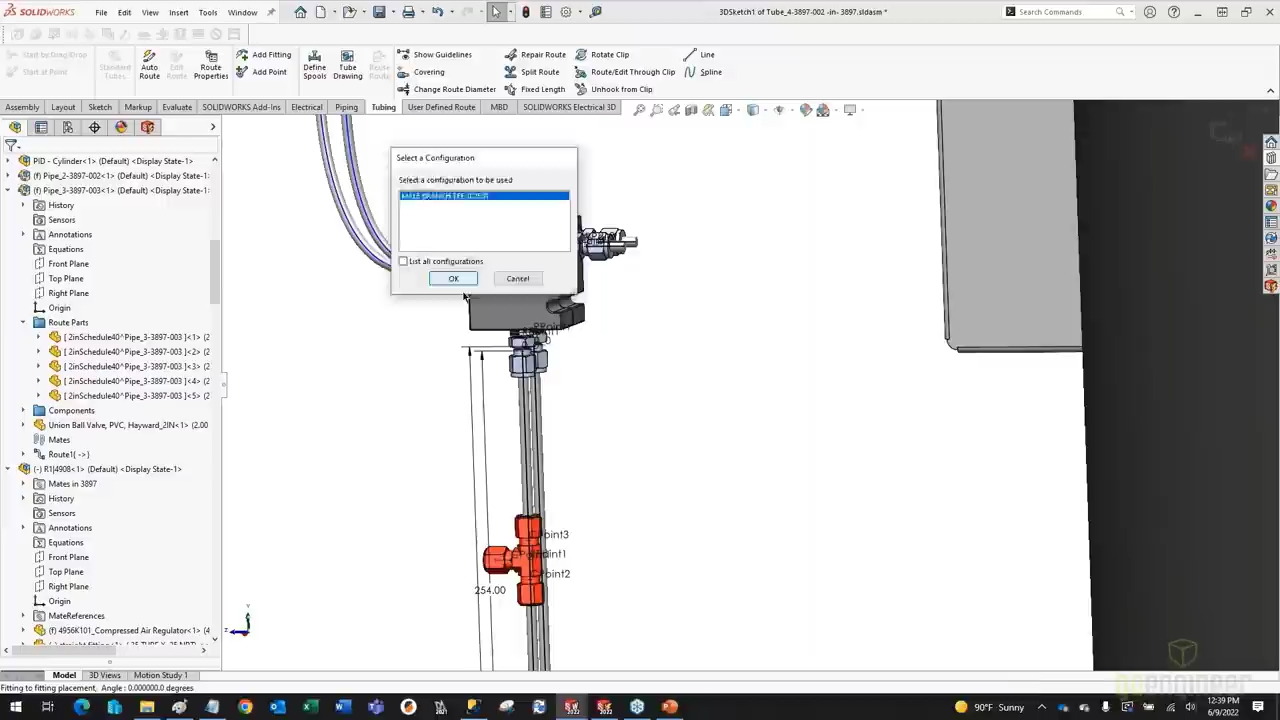 SOLIDWORKS File Edit View Insert Tools Window 3DSketch1 of Tube_4-3897-002 -in- 3897.sldasm * Search Commands
Start by Drag/Drop
Start at Point
Standard Tubes
Auto Route
Edit Route
Route Properties
Add Fitting
Add Point
Define Spools
Tube Drawing
Reuse Route
Show Guidelines
Covering
Change Route Diameter
Repair Route
Split Route
Fixed Length
Rotate Clip
Route/Edit Through Clip
Unhook from Clip
Line
Spline
Assembly Layout Sketch Markup Evaluate SOLIDWORKS Add-Ins Electrical Piping Tubing User Defined Route MBD SOLIDWORKS Electrical 3D
PID - Cylinder<1> (Default) <Display State-1>
(f) Pipe_2-3897-002<1> (Default) <Display State-1>
(f) Pipe_3-3897-003<1> (Default) <Display State-1>
History
Sensors
Annotations
Equations
Front Plane
Top Plane
Right Plane
Origin
Route Parts
[ 2inSchedule40^Pipe_3-3897-003 ]<1> (2
[ 2inSchedule40^Pipe_3-3897-003 ]<2> (2
[ 2inSchedule40^Pipe_3-3897-003 ]<3> (2
[ 2inSchedule40^Pipe_3-3897-003 ]<4> (2
[ 2inSchedule40^Pipe_3-3897-003 ]<5> (2
Components
Union Ball Valve, PVC, Hayward_2IN<1> (2.00
Mates
Route1{ ->}
(-) R1J4908<1> (Default) <Display State-1>
Mates in 3897
History
Sensors
Annotations
Equations
Front Plane
Top Plane
Right Plane
Origin
MateReferences
(f) 4956K101_Compressed Air Regulator<1> (4
Select a Configuration
Select a configuration to be used
List all configurations
OK Cancel
Point3
Point2
254.00
Model 3D Views Motion Study 1
Fitting to fitting placement, Angle : 0.000000.0 degrees
90°F Sunny
12:39 PM
6/9/2022